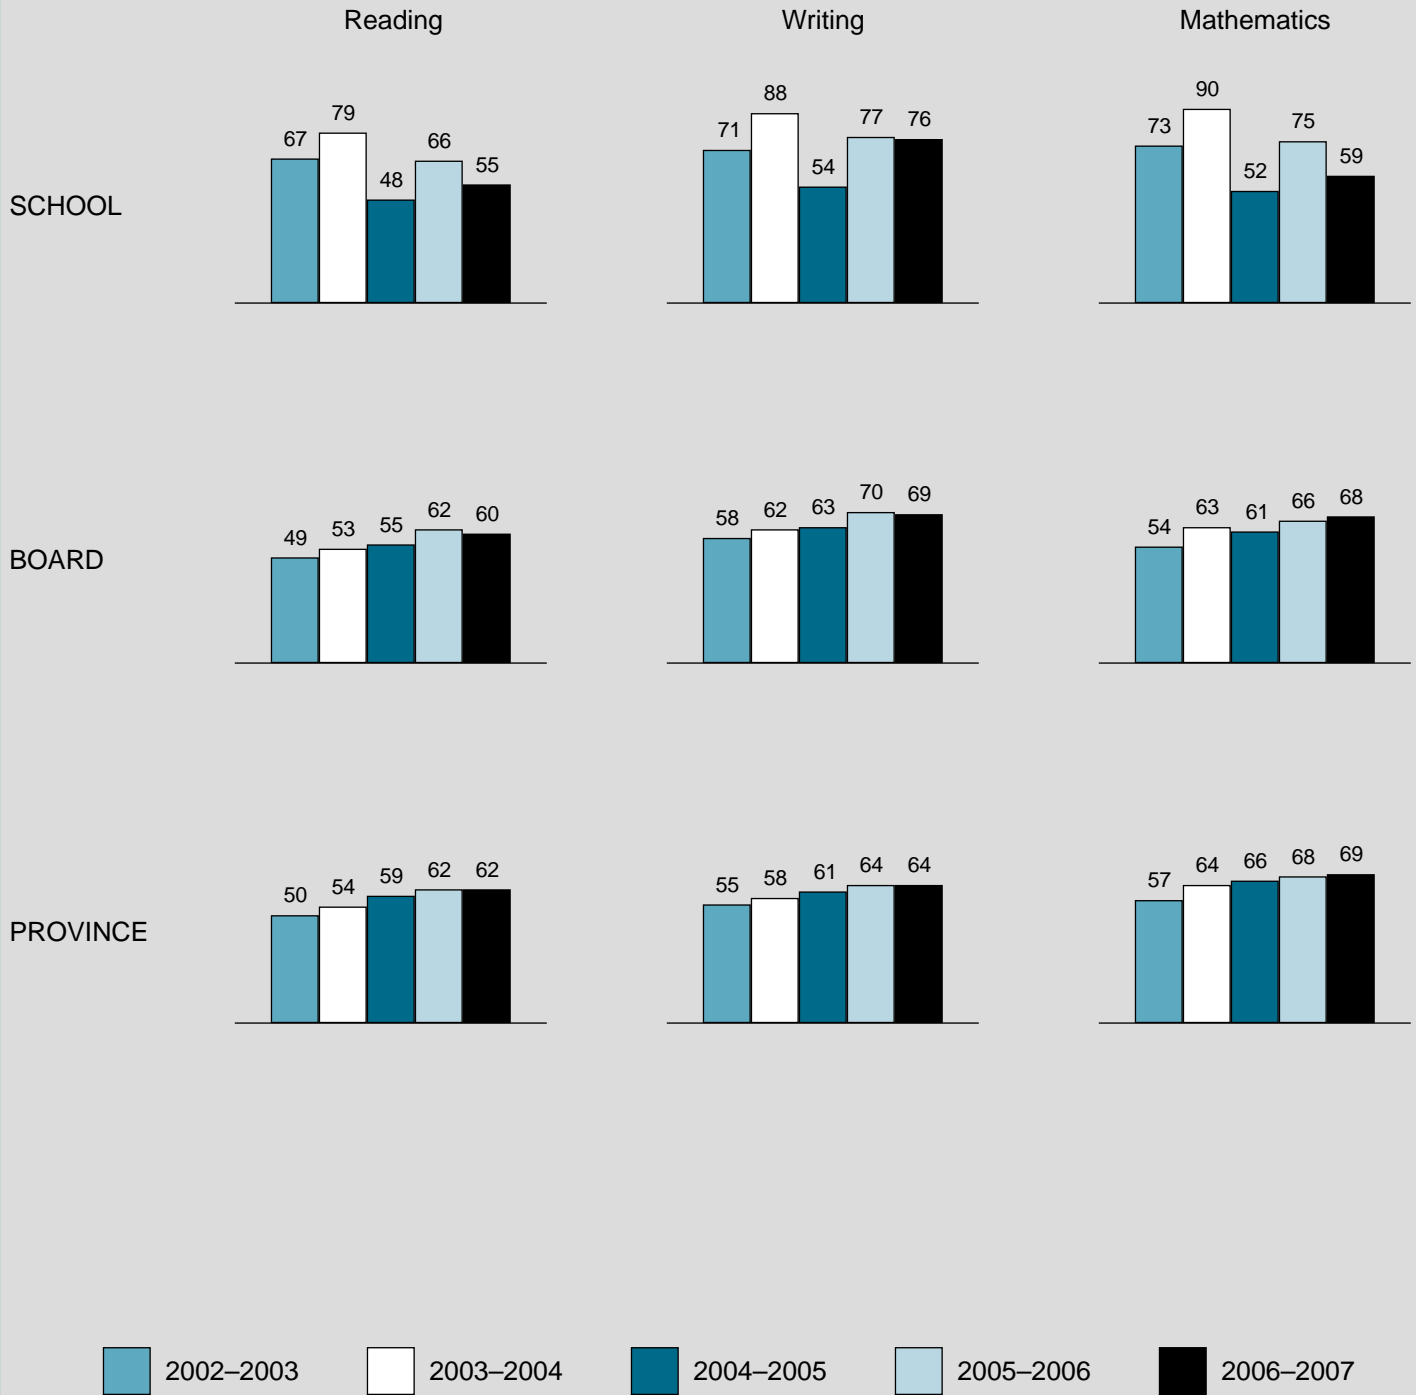 Reading Writing Mathematics
SCHOOL
67 79 48 66 55
71 88 54 77 76
73 90 52 75 59
BOARD
49 53 55 62 60
58 62 63 70 69
54 63 61 66 68
PROVINCE
50 54 59 62 62
55 58 61 64 64
57 64 66 68 69
2002–2003 2003–2004 2004–2005 2005–2006 2006–2007